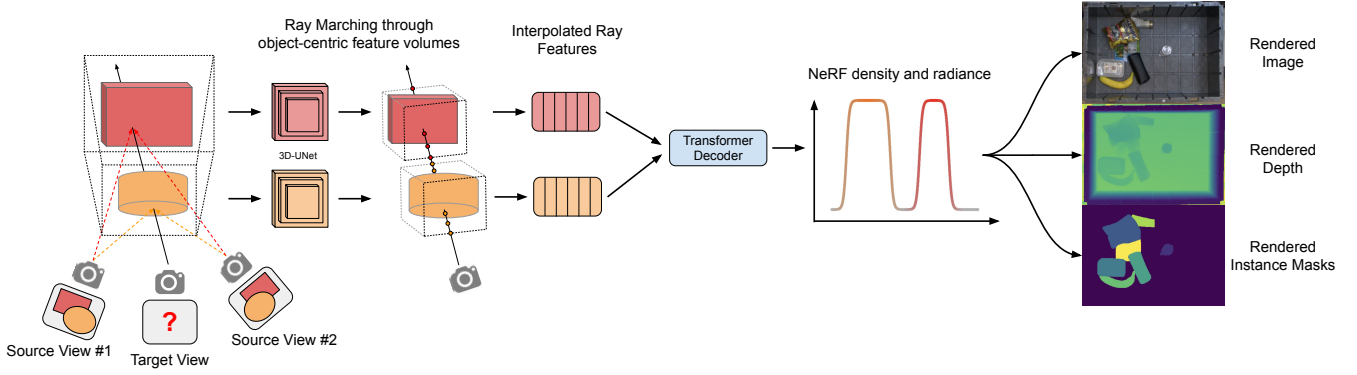 Ray Marching through
object-centric feature volumes
Interpolated Ray
Features
3D-UNet
Transformer
Decoder
NeRF density and radiance
Rendered
Image
Rendered
Depth
Rendered
Instance Masks
?
Source View #1
Target View
Source View #2